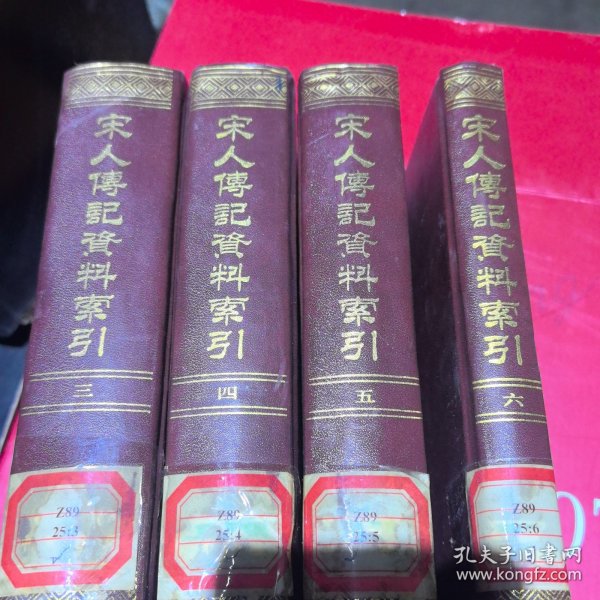 宋人傳記資料索引
三
Z89
25:3
宋人傳記資料索引
四
Z89
25:4
宋人傳記資料索引
五
Z89
25:5
宋人傳記資料索引
六
Z89
25:6
07
孔夫子旧书网
www.kongfz.com